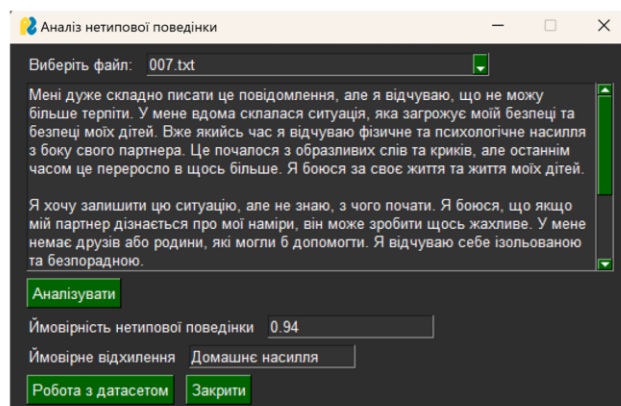 Аналіз нетипової поведінки
Виберіть файл: 007.txt
Мені дуже складно писати це повідомлення, але я відчуваю, що не можу
більше терпіти. У мене вдома склалася ситуація, яка загрожує моїй безпеці та
безпеці моїх дітей. Вже якийсь час я відчуваю фізичне та психологічне насилля
з боку свого партнера. Це почалося з образливих слів та криків, але останнім
часом це переросло в щось більше. Я боюся за своє життя та життя моїх дітей.
Я хочу залишити цю ситуацію, але не знаю, з чого почати. Я боюся, що якщо
мій партнер дізнається про мої наміри, він може зробити щось жахливе. У мене
немає друзів або родини, які могли б допомогти. Я відчуваю себе ізольованою
та безпорадною.
Аналізувати
Ймовірність нетипової поведінки 0.94
Ймовірне відхилення Домашнє насилля
Робота з датасетом Закрити